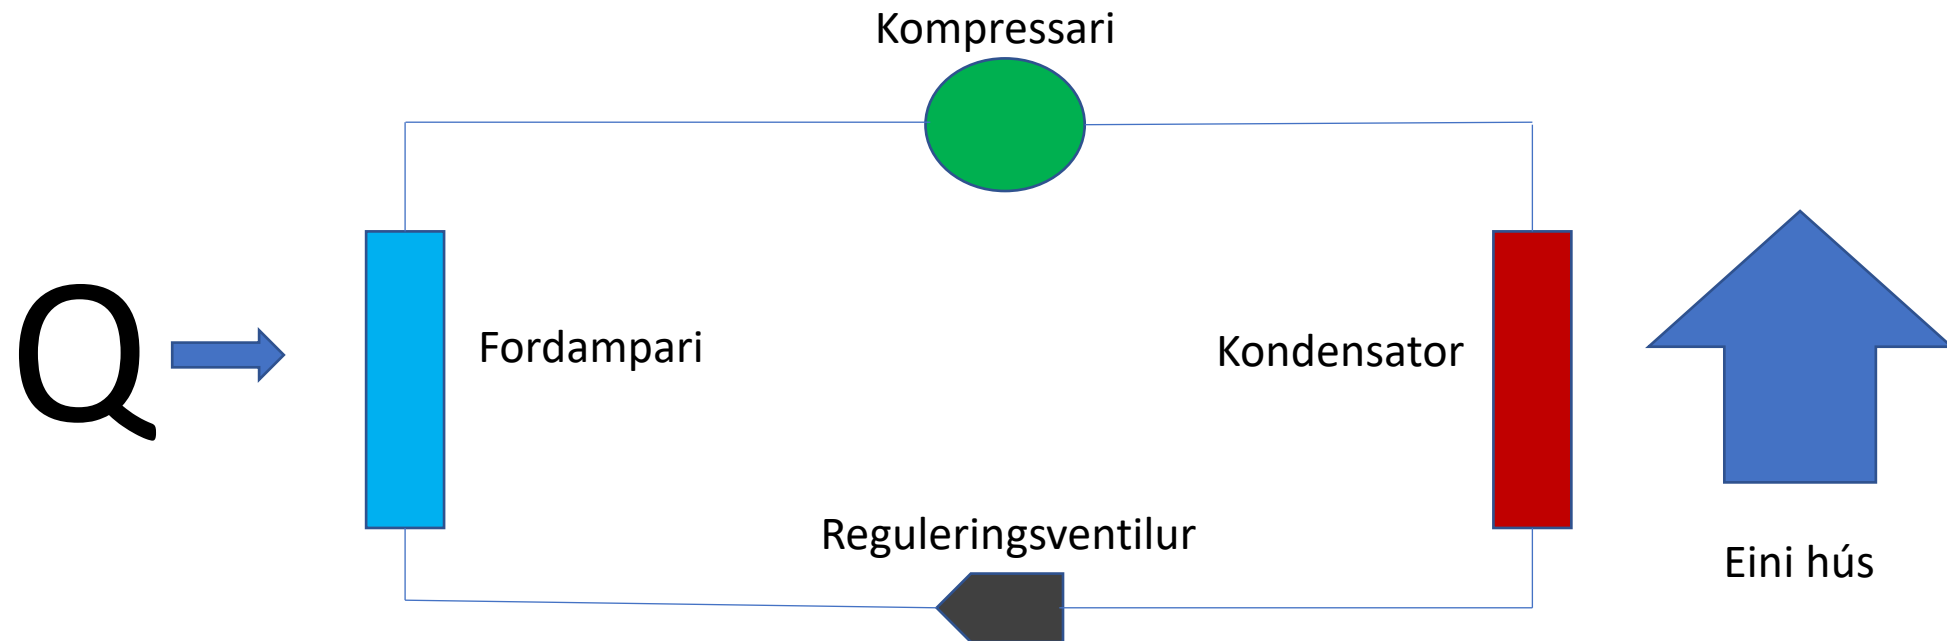 Kompressari
Q
Fordampari
Kondensator
Reguleringsventilur
Eini hús